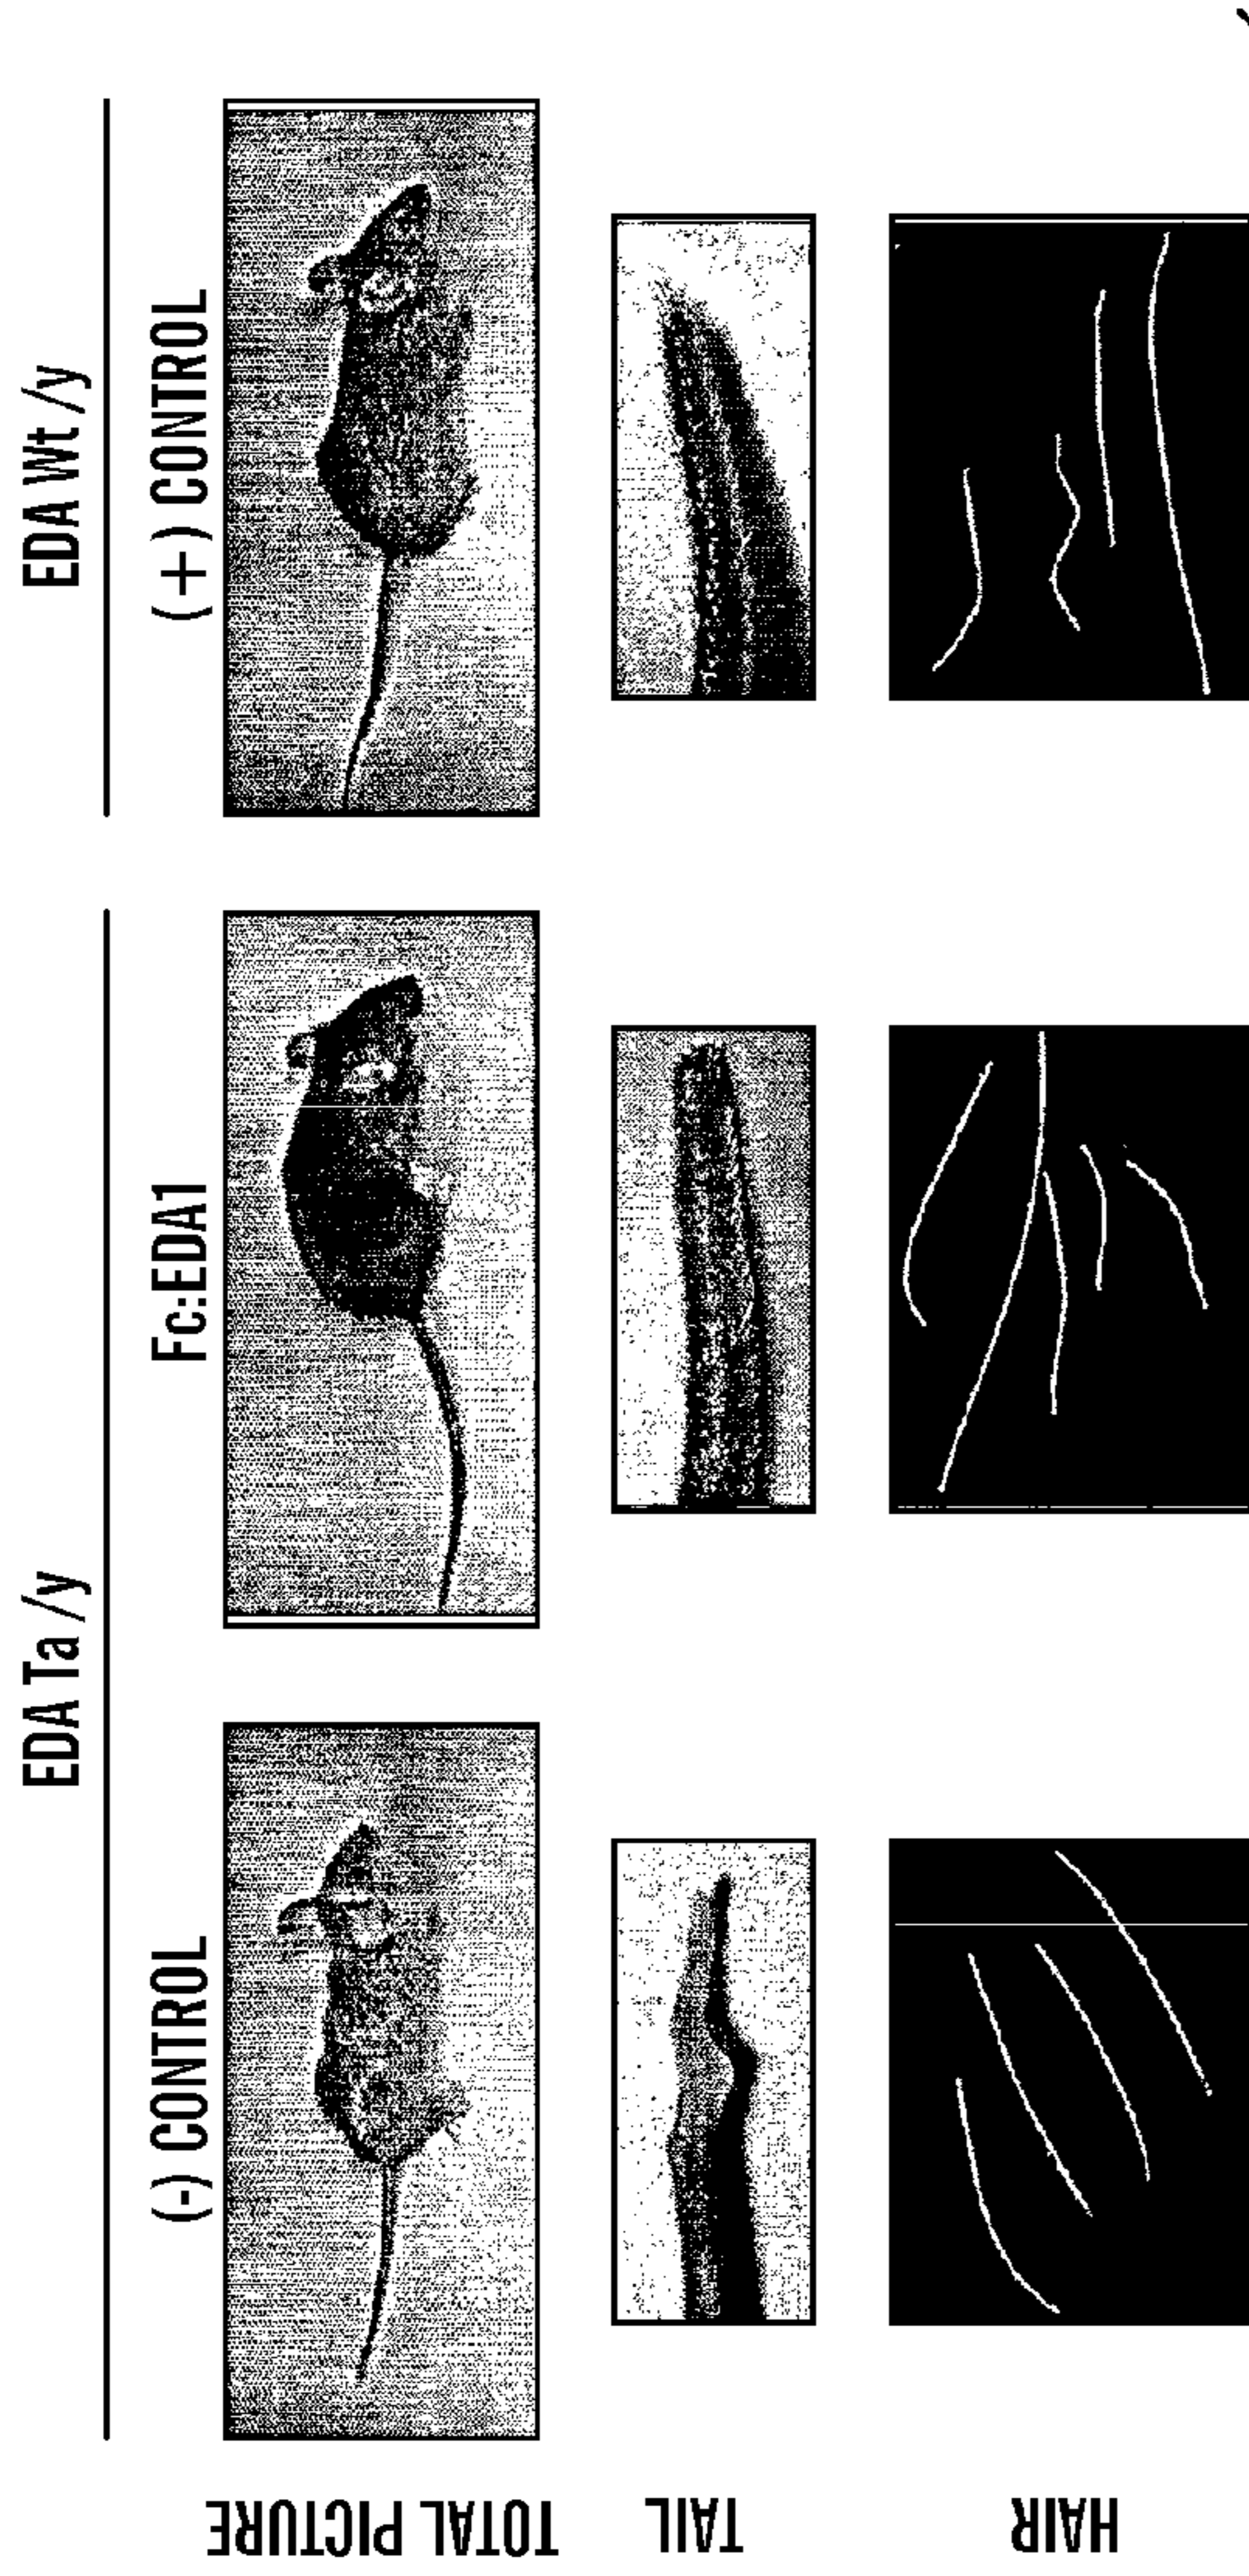 EDA Ta /y
EDA Wt /y
(-) CONTROL
Fc:EDA1
(+) CONTROL
TOTAL PICTURE
TAIL
HAIR